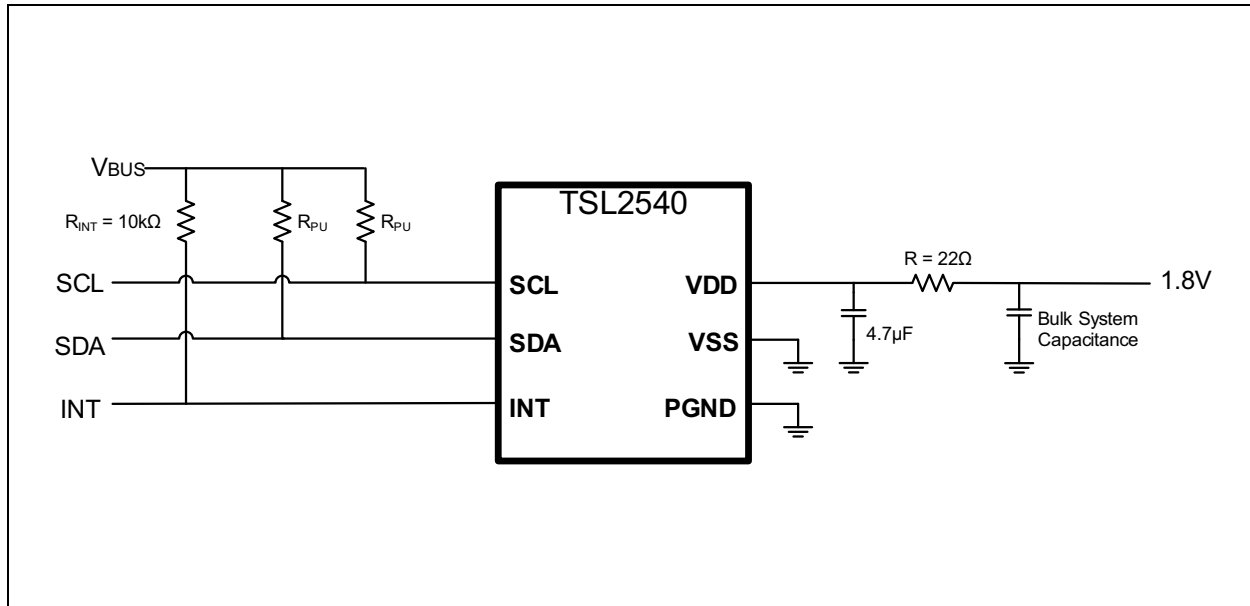 VBUS
RINT = 10kΩ
RPU
RPU
SCL
SDA
INT
TSL2540
SCL
SDA
INT
VDD
VSS
PGND
R = 22Ω
4.7µF
1.8V
Bulk System
Capacitance